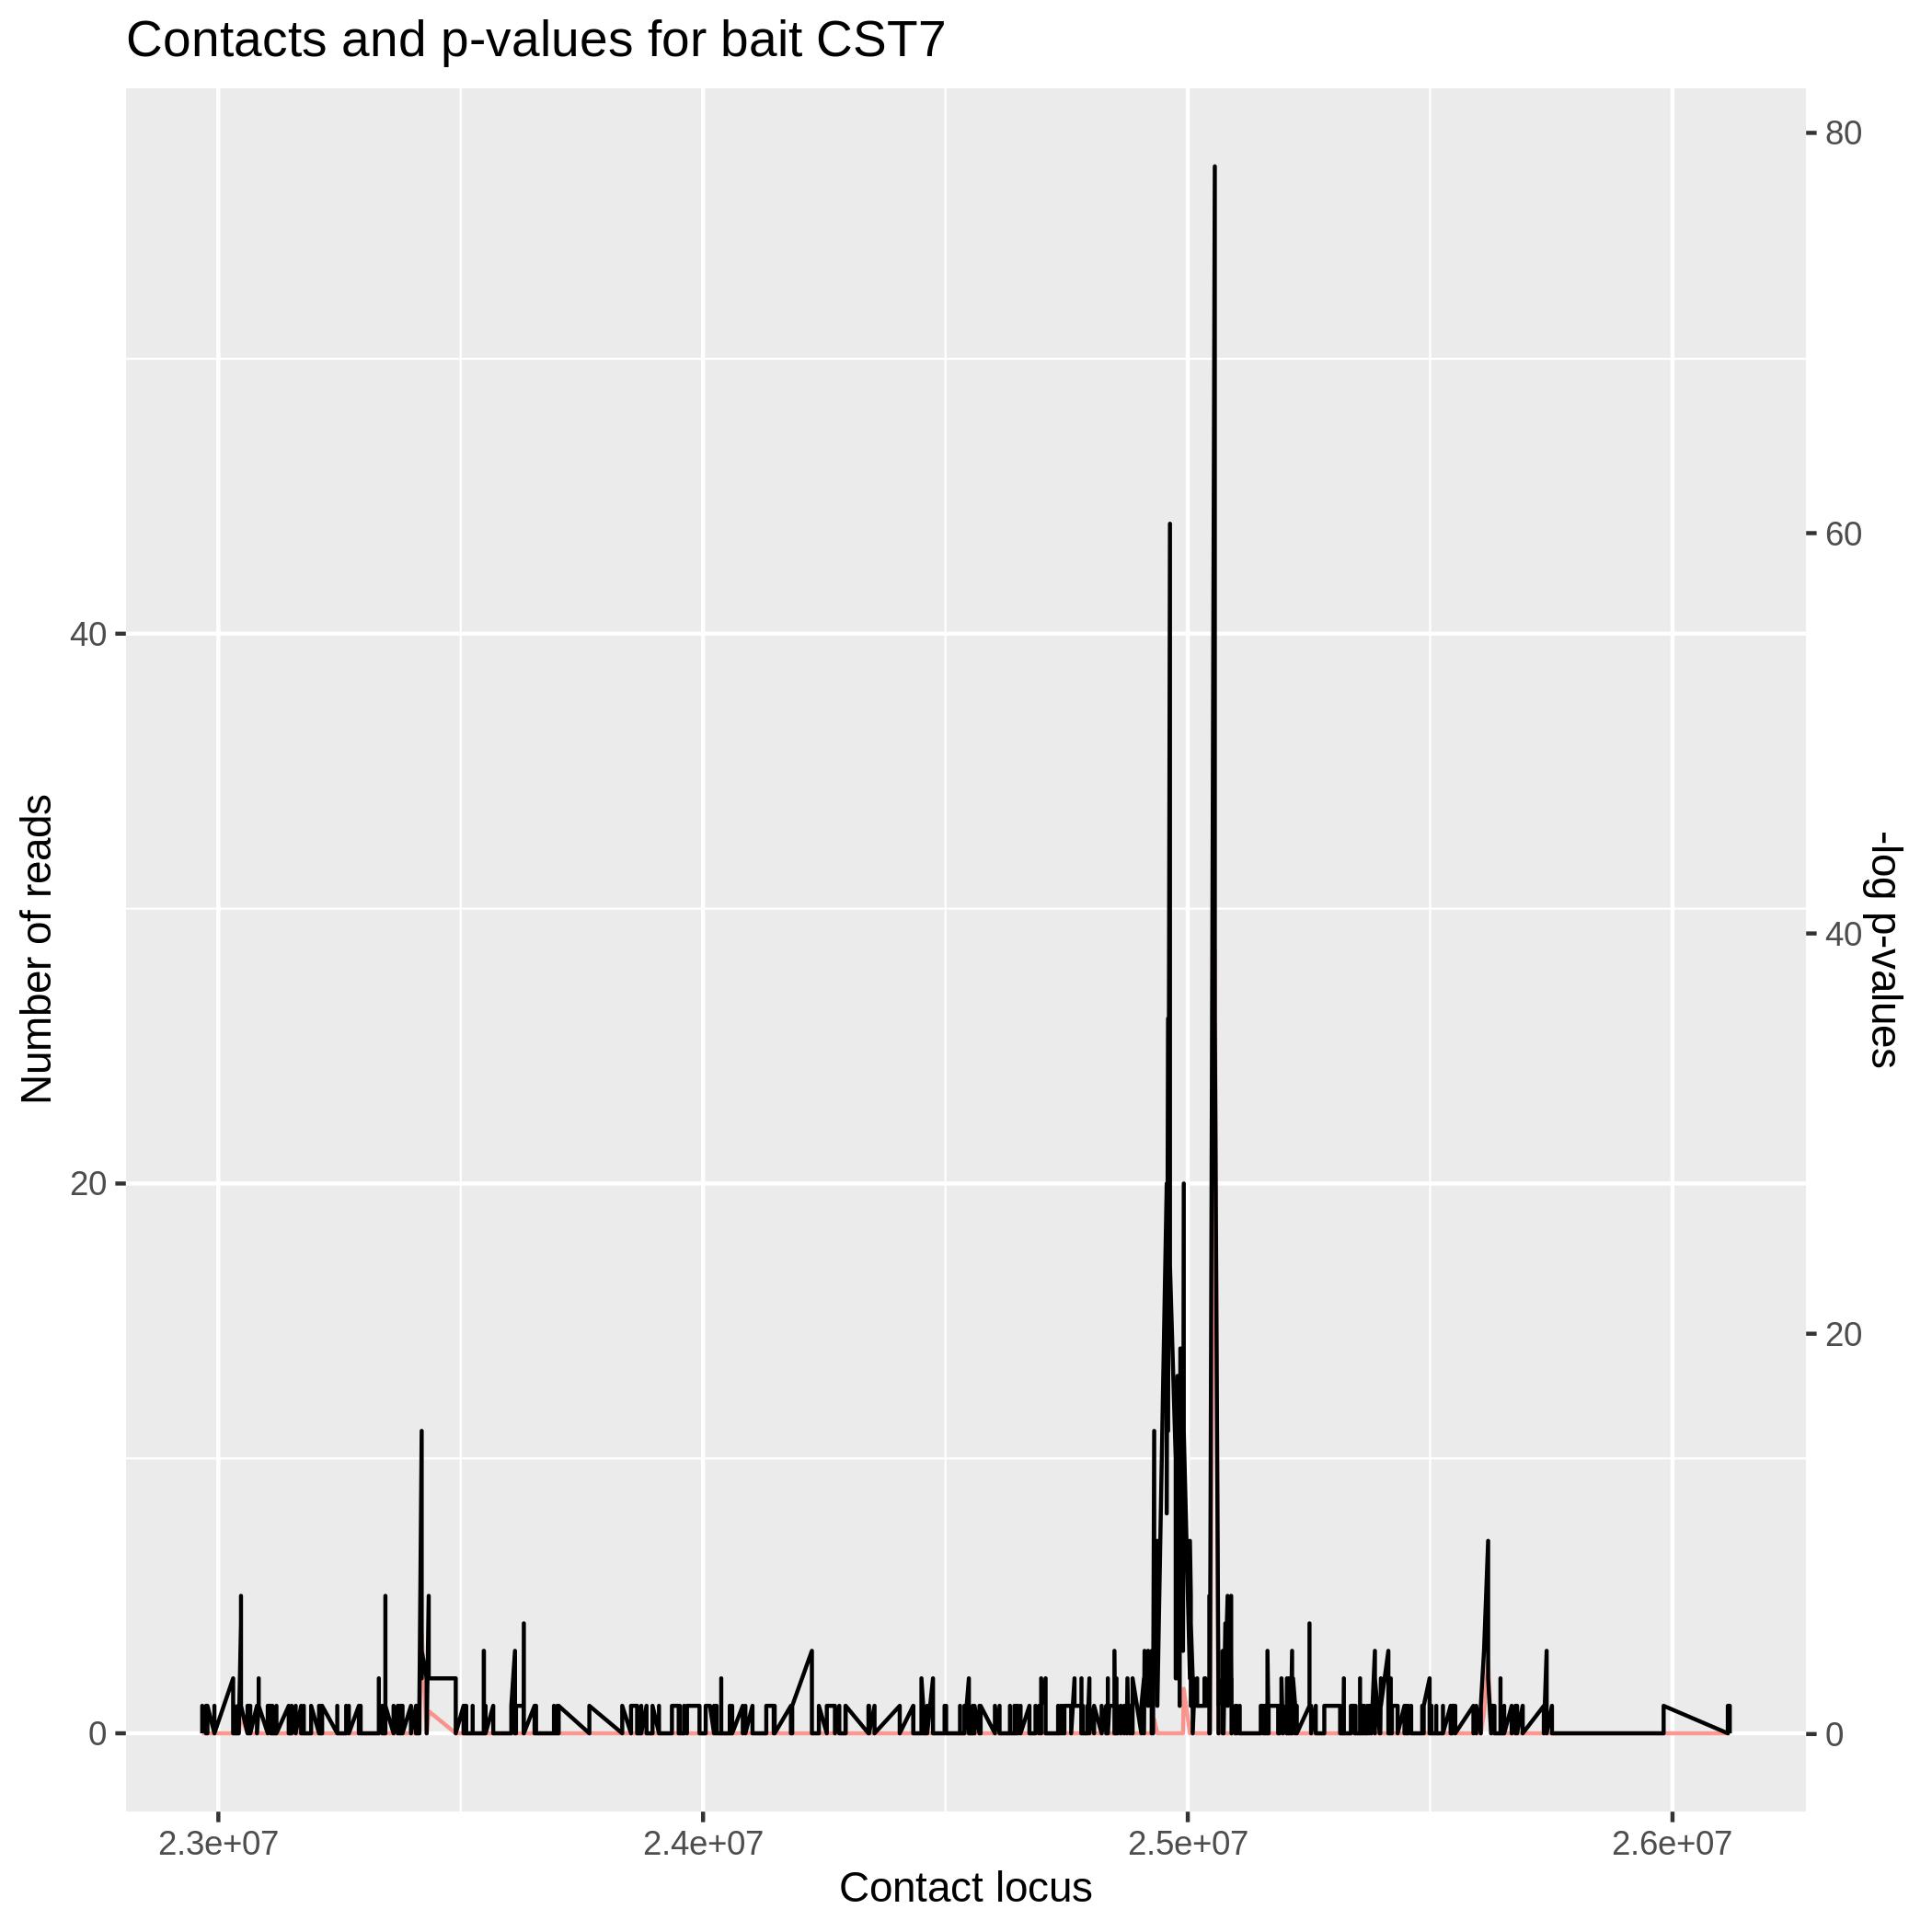 Contacts and p-values for bait CST7
Number of reads
40
20
0
80
60
40
20
0
-log p-values
2.3e+07
2.4e+07
2.5e+07
2.6e+07
Contact locus